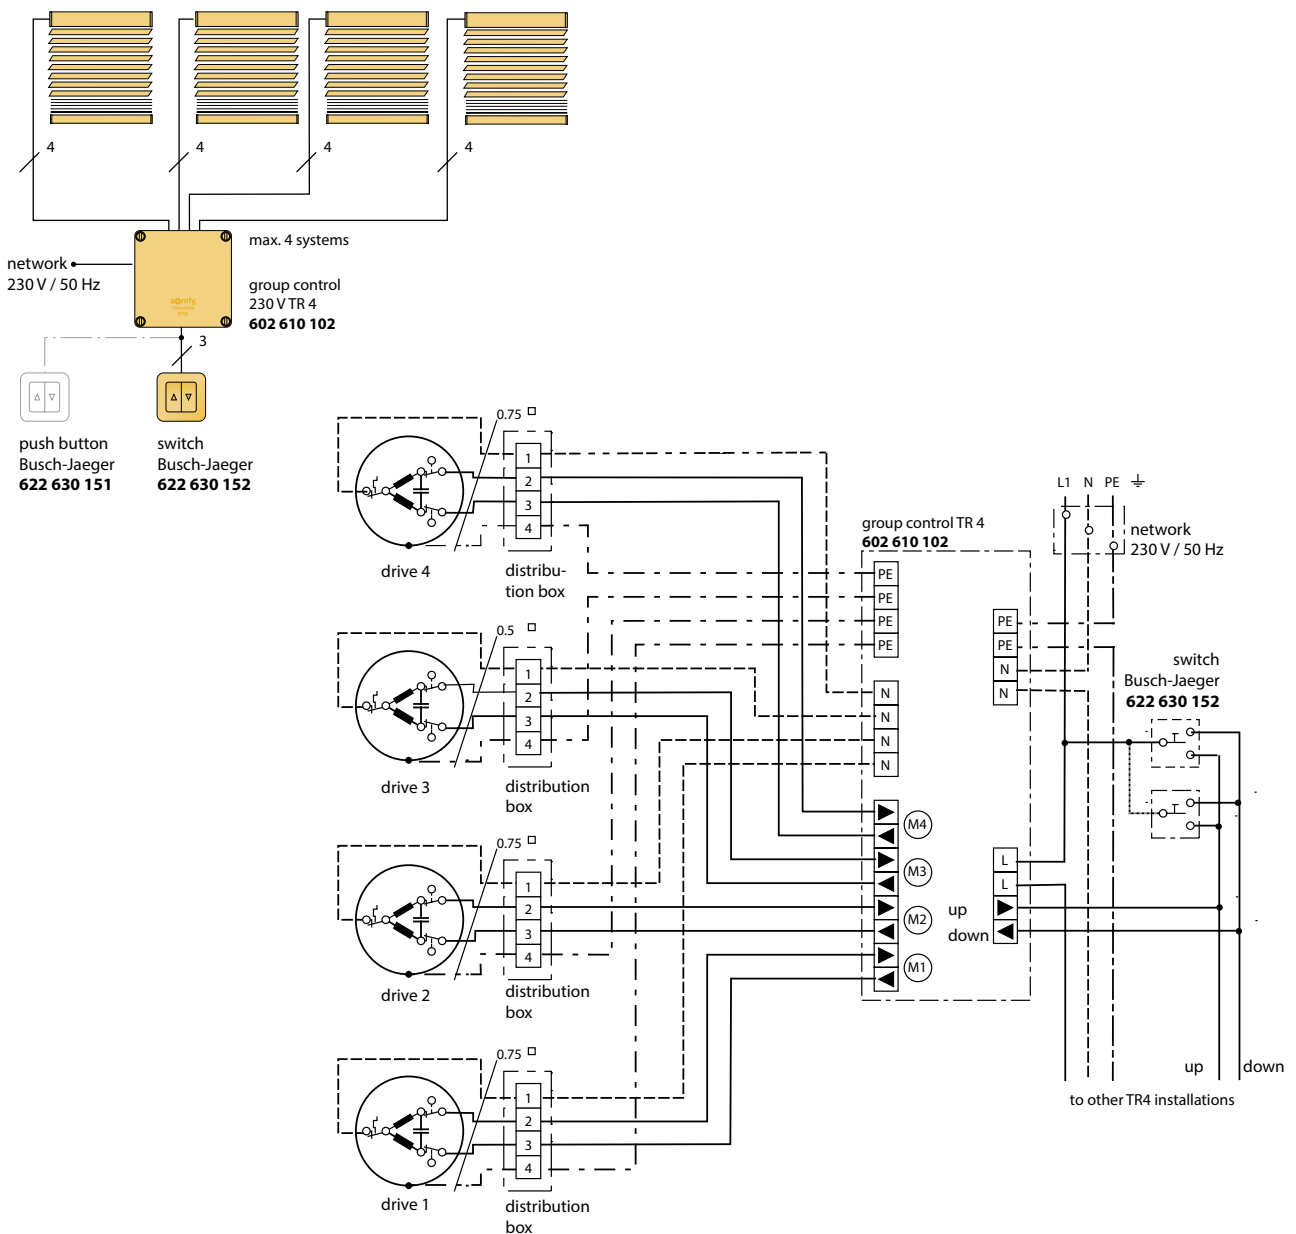 4
4
4
4
max. 4 systems
network
230 V / 50 Hz
group control
230 V TR 4
602 610 102
somfy.
3
push button
Busch-Jaeger
622 630 151
switch
Busch-Jaeger
622 630 152
0.75
1
2
3
4
drive 4
distribu-
tion box
0.5
1
2
3
4
drive 3
distribution
box
0.75
1
2
3
4
drive 2
distribution
box
0.75
1
2
3
4
drive 1
distribution
box
group control TR 4
602 610 102
PE
PE
PE
PE
N
N
N
N
M4
M3
M2
M1
PE
PE
N
N
L
L
up
down
L1 N PE
network
230 V / 50 Hz
switch
Busch-Jaeger
622 630 152
up down
to other TR4 installations